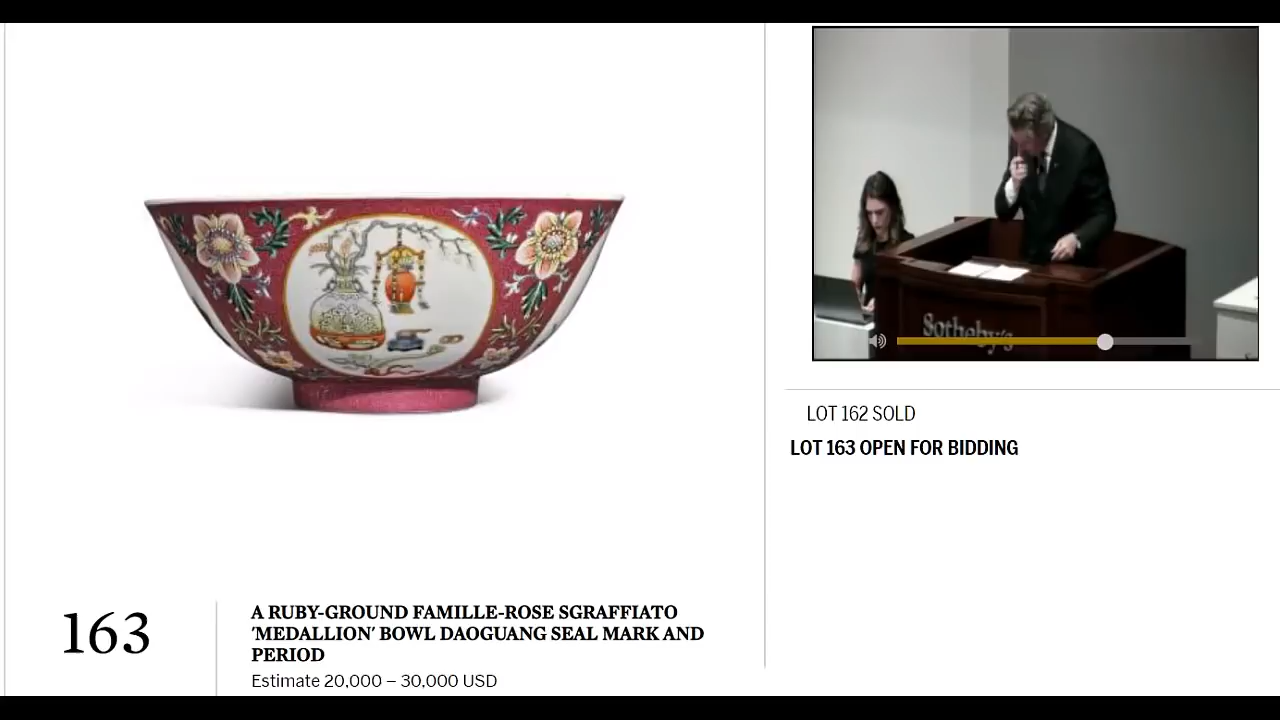 Sotheby's
LOT 162 SOLD
LOT 163 OPEN FOR BIDDING
163
A RUBY-GROUND FAMILLE-ROSE SGRAFFIATO
'MEDALLION' BOWL DAOGUANG SEAL MARK AND
PERIOD
Estimate 20,000 – 30,000 USD